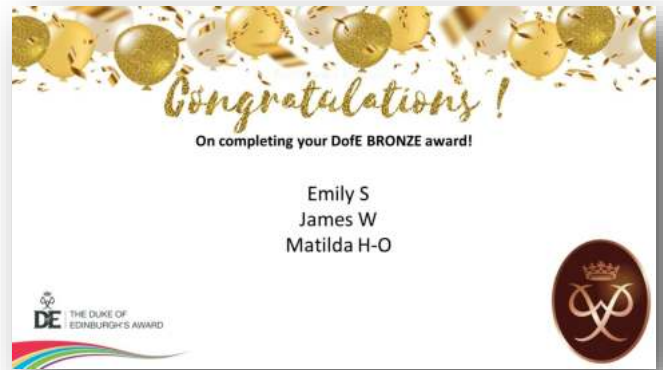 Congratulations !
On completing your DofE BRONZE award!
Emily S
James W
Matilda H-O
DE
THE DUKE OF
EDINBURGH'S AWARD